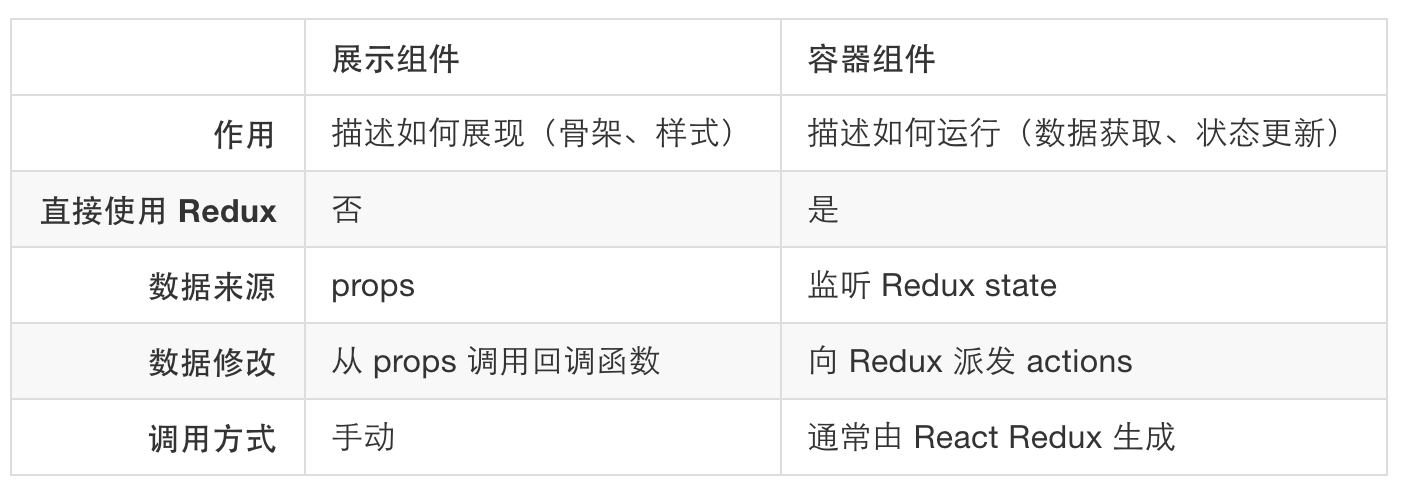 展示组件 容器组件
作用 描述如何展现（骨架、样式） 描述如何运行（数据获取、状态更新）
直接使用 Redux 否 是
数据来源 props 监听 Redux state
数据修改 从 props 调用回调函数 向 Redux 派发 actions
调用方式 手动 通常由 React Redux 生成